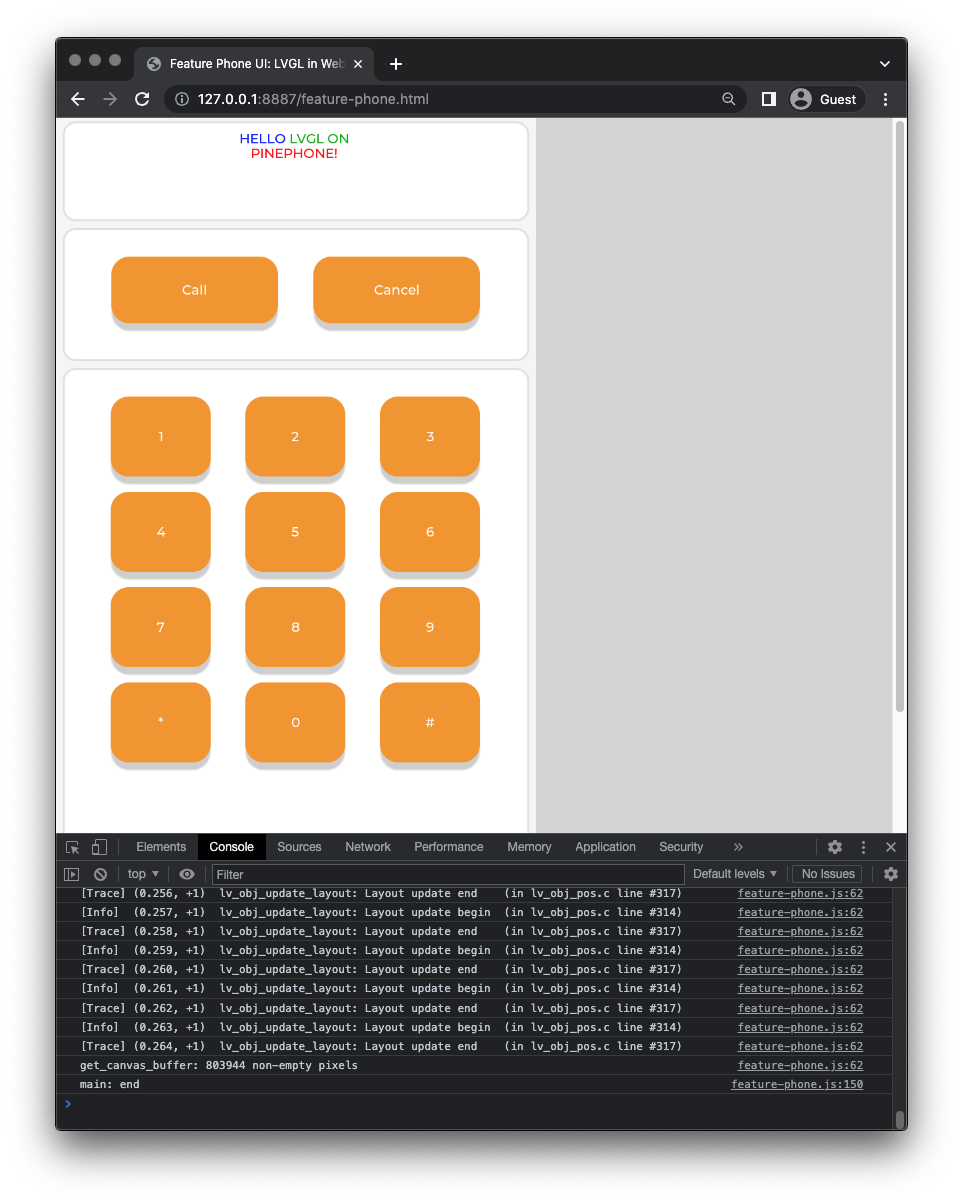 Feature Phone UI: LVGL in Web
127.0.0.1:8887/feature-phone.html
Guest
HELLO LVGL ON
PINEPHONE!
Call Cancel
1 2 3
4 5 6
7 8 9
* 0 #
Elements Console Sources Network Performance Memory Application Security »
top ▼ Filter Default levels ▼ No Issues
[Trace] (0.256, +1) lv_obj_update_layout: Layout update end (in lv_obj_pos.c line #317) feature-phone.js:62
[Info] (0.257, +1) lv_obj_update_layout: Layout update begin (in lv_obj_pos.c line #314) feature-phone.js:62
[Trace] (0.258, +1) lv_obj_update_layout: Layout update end (in lv_obj_pos.c line #317) feature-phone.js:62
[Info] (0.259, +1) lv_obj_update_layout: Layout update begin (in lv_obj_pos.c line #314) feature-phone.js:62
[Trace] (0.260, +1) lv_obj_update_layout: Layout update end (in lv_obj_pos.c line #317) feature-phone.js:62
[Info] (0.261, +1) lv_obj_update_layout: Layout update begin (in lv_obj_pos.c line #314) feature-phone.js:62
[Trace] (0.262, +1) lv_obj_update_layout: Layout update end (in lv_obj_pos.c line #317) feature-phone.js:62
[Info] (0.263, +1) lv_obj_update_layout: Layout update begin (in lv_obj_pos.c line #314) feature-phone.js:62
[Trace] (0.264, +1) lv_obj_update_layout: Layout update end (in lv_obj_pos.c line #317) feature-phone.js:62
get_canvas_buffer: 803944 non-empty pixels feature-phone.js:62
main: end feature-phone.js:150
>